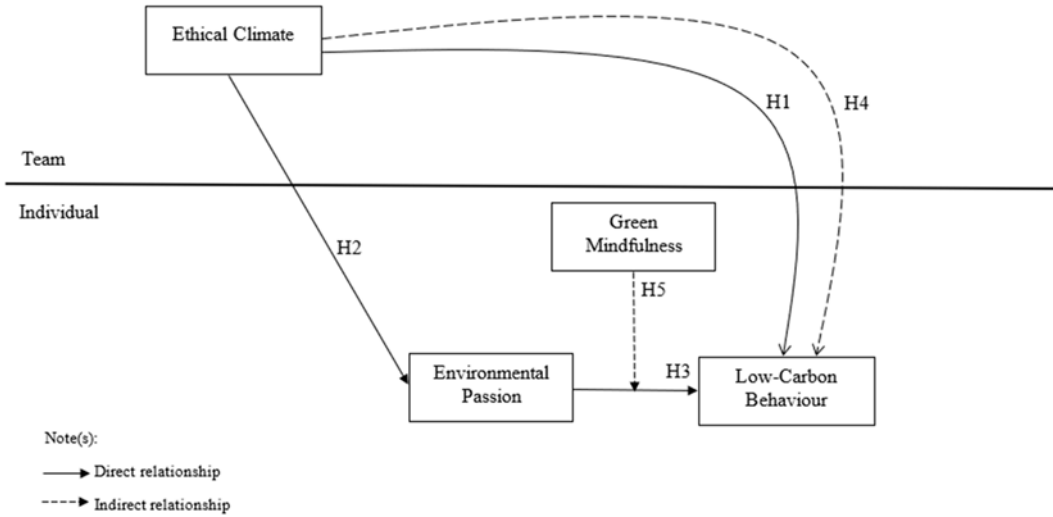 Ethical Climate
H1
H4
Team
Individual
Green
Mindfulness
H2
H5
Environmental
Passion
H3
Low-Carbon
Behaviour
Note(s):
Direct relationship
Indirect relationship